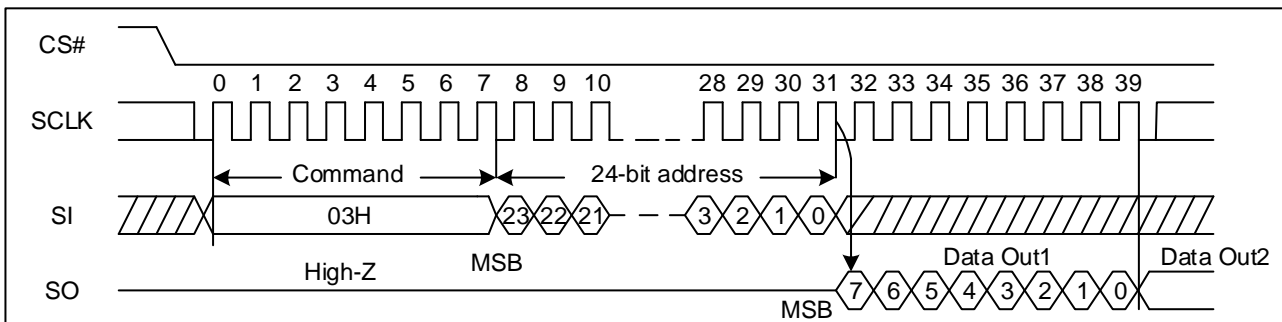 CS#
0 1 2 3 4 5 6 7 8 9 10 28 29 30 31 32 33 34 35 36 37 38 39
SCLK
Command 24-bit address
SI 03H 23 22 21 3 2 1 0
High-Z MSB Data Out1 Data Out2
SO MSB 7 6 5 4 3 2 1 0